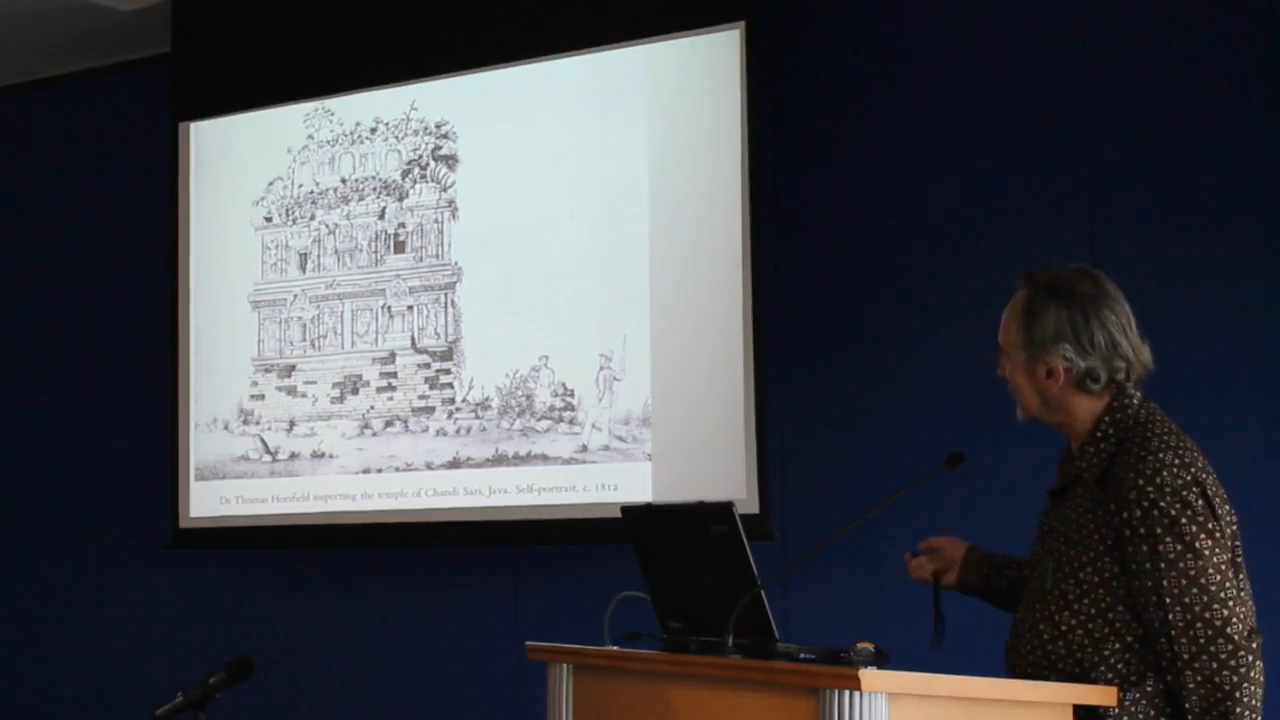 Dr Thomas Horsfield inspecting the temple of Chandi Sari, Java. Self-portrait, c. 1812